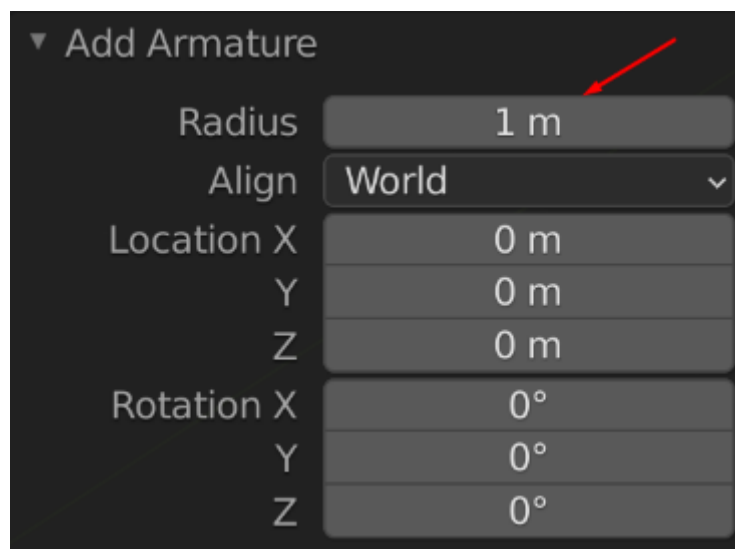 Add Armature
Radius 1 m
Align World
Location X 0 m
Y 0 m
Z 0 m
Rotation X 0°
Y 0°
Z 0°